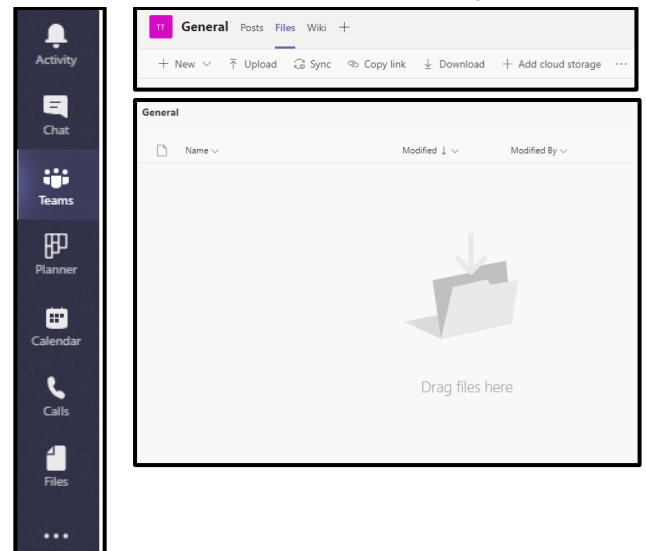 Activity
Chat
Teams
Planner
Calendar
Calls
Files
TT General Posts Files Wiki +
+ New Upload Sync Copy link Download + Add cloud storage ...
General
Name Modified ↓ Modified By
Drag files here